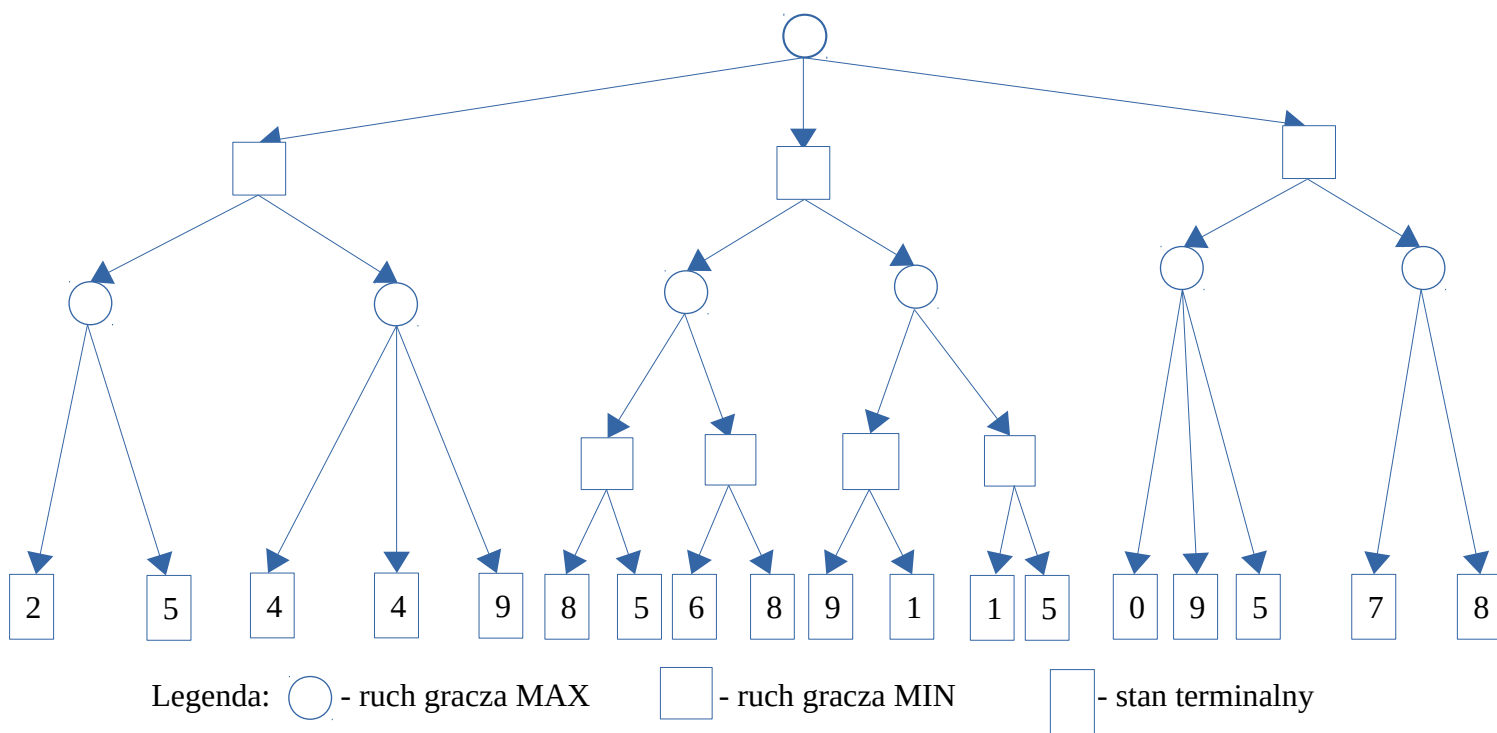 2 5 4 4 9 8 5 6 8 9 1 1 5 0 9 5 7 8
Legenda: - ruch gracza MAX - ruch gracza MIN - stan terminalny